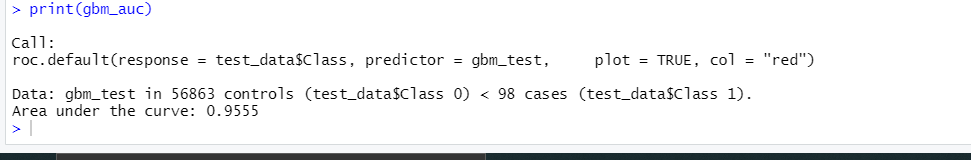 > print(gbm_auc)
Call:
roc.default(response = test_data$Class, predictor = gbm_test,     plot = TRUE, col = "red")
Data: gbm_test in 56863 controls (test_data$Class 0) < 98 cases (test_data$Class 1).
Area under the curve: 0.9555
>